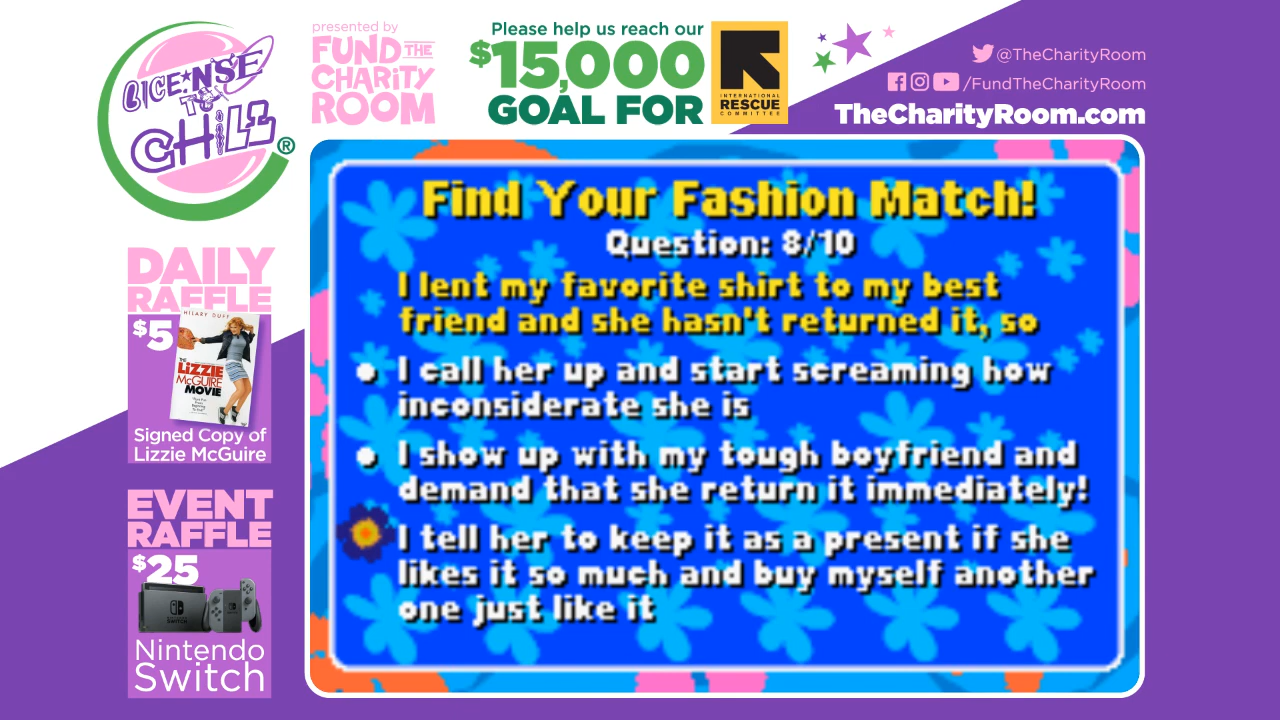 LICENSE
TO
CHILL
®
presented by
FUND THE
CHARITY
ROOM
Please help us reach our
$15,000
GOAL FOR
INTERNATIONAL
RESCUE
COMMITTEE
@TheCharityRoom
/FundTheCharityRoom
TheCharityRoom.com
DAILY
RAFFLE
$5
HILARY DUFF
THE
LIZZIE
McGUIRE
MOVIE
Signed Copy of
Lizzie McGuire
EVENT
RAFFLE
$25
Nintendo
Switch
Find Your Fashion Match!
Question: 8/10
I lent my favorite shirt to my best
friend and she hasn't returned it, so
I call her up and start screaming how
inconsiderate she is
I show up with my tough boyfriend and
demand that she return it immediately!
I tell her to keep it as a present if she
likes it so much and buy myself another
one just like it